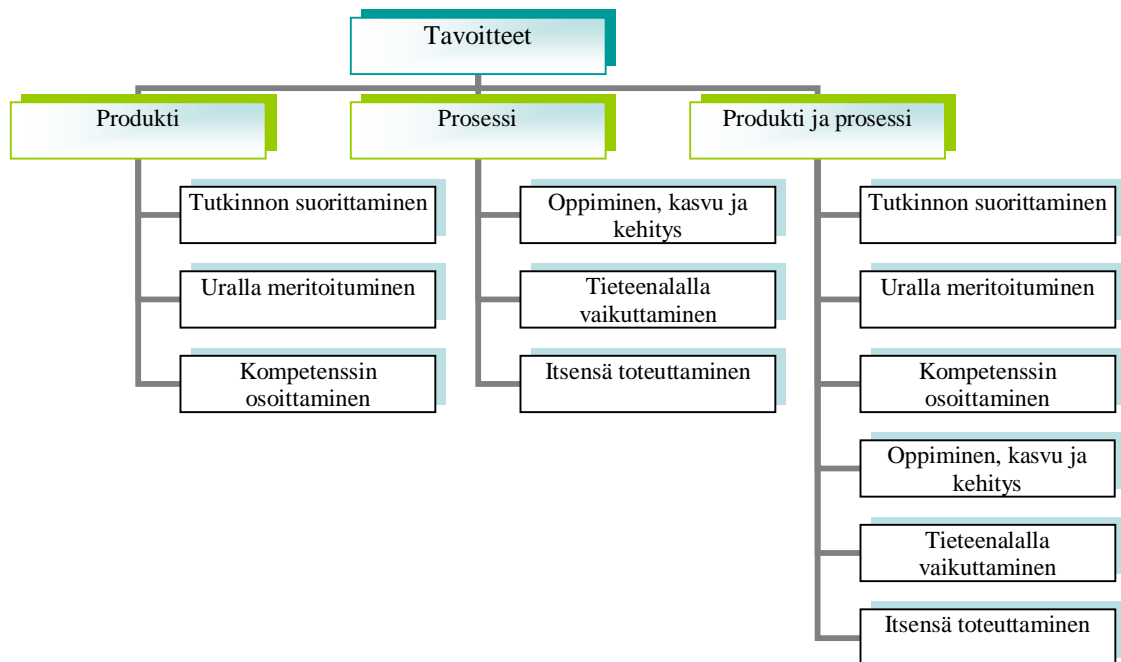 Tavoitteet
Produkti
Tutkinnon suorittaminen
Uralla meritoituminen
Kompetenssin
osoittaminen
Prosessi
Oppiminen, kasvu ja
kehitys
Tieteenalalla
vaikuttaminen
Itsensä toteuttaminen
Produkti ja prosessi
Tutkinnon suorittaminen
Uralla meritoituminen
Kompetenssin
osoittaminen
Oppiminen, kasvu ja
kehitys
Tieteenalalla
vaikuttaminen
Itsensä toteuttaminen